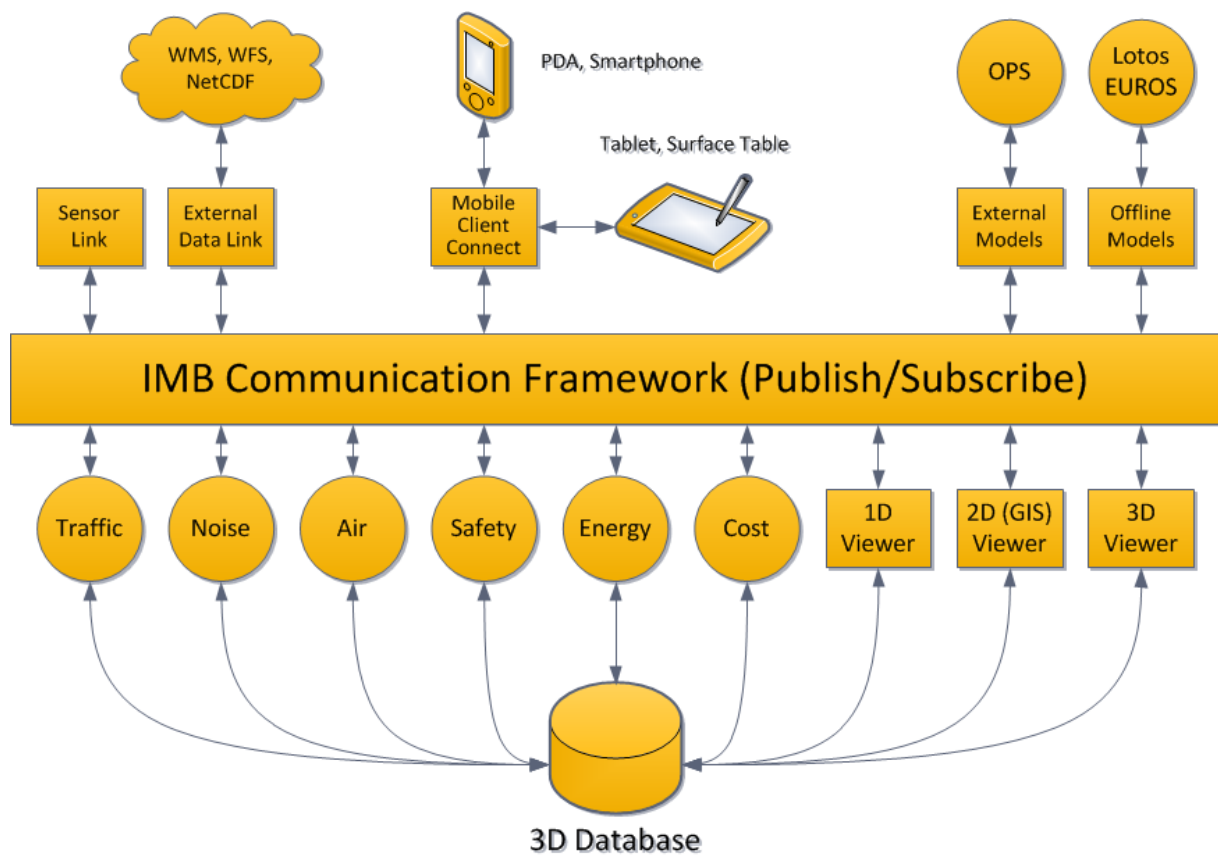 WMS, WFS,
NetCDF
PDA, Smartphone
OPS
Lotos
EUROS
Tablet, Surface Table
Sensor
Link
External
Data Link
Mobile
Client
Connect
External
Models
Offline
Models
IMB Communication Framework (Publish/Subscribe)
Traffic
Noise
Air
Safety
Energy
Cost
1D
Viewer
2D (GIS)
Viewer
3D
Viewer
3D Database